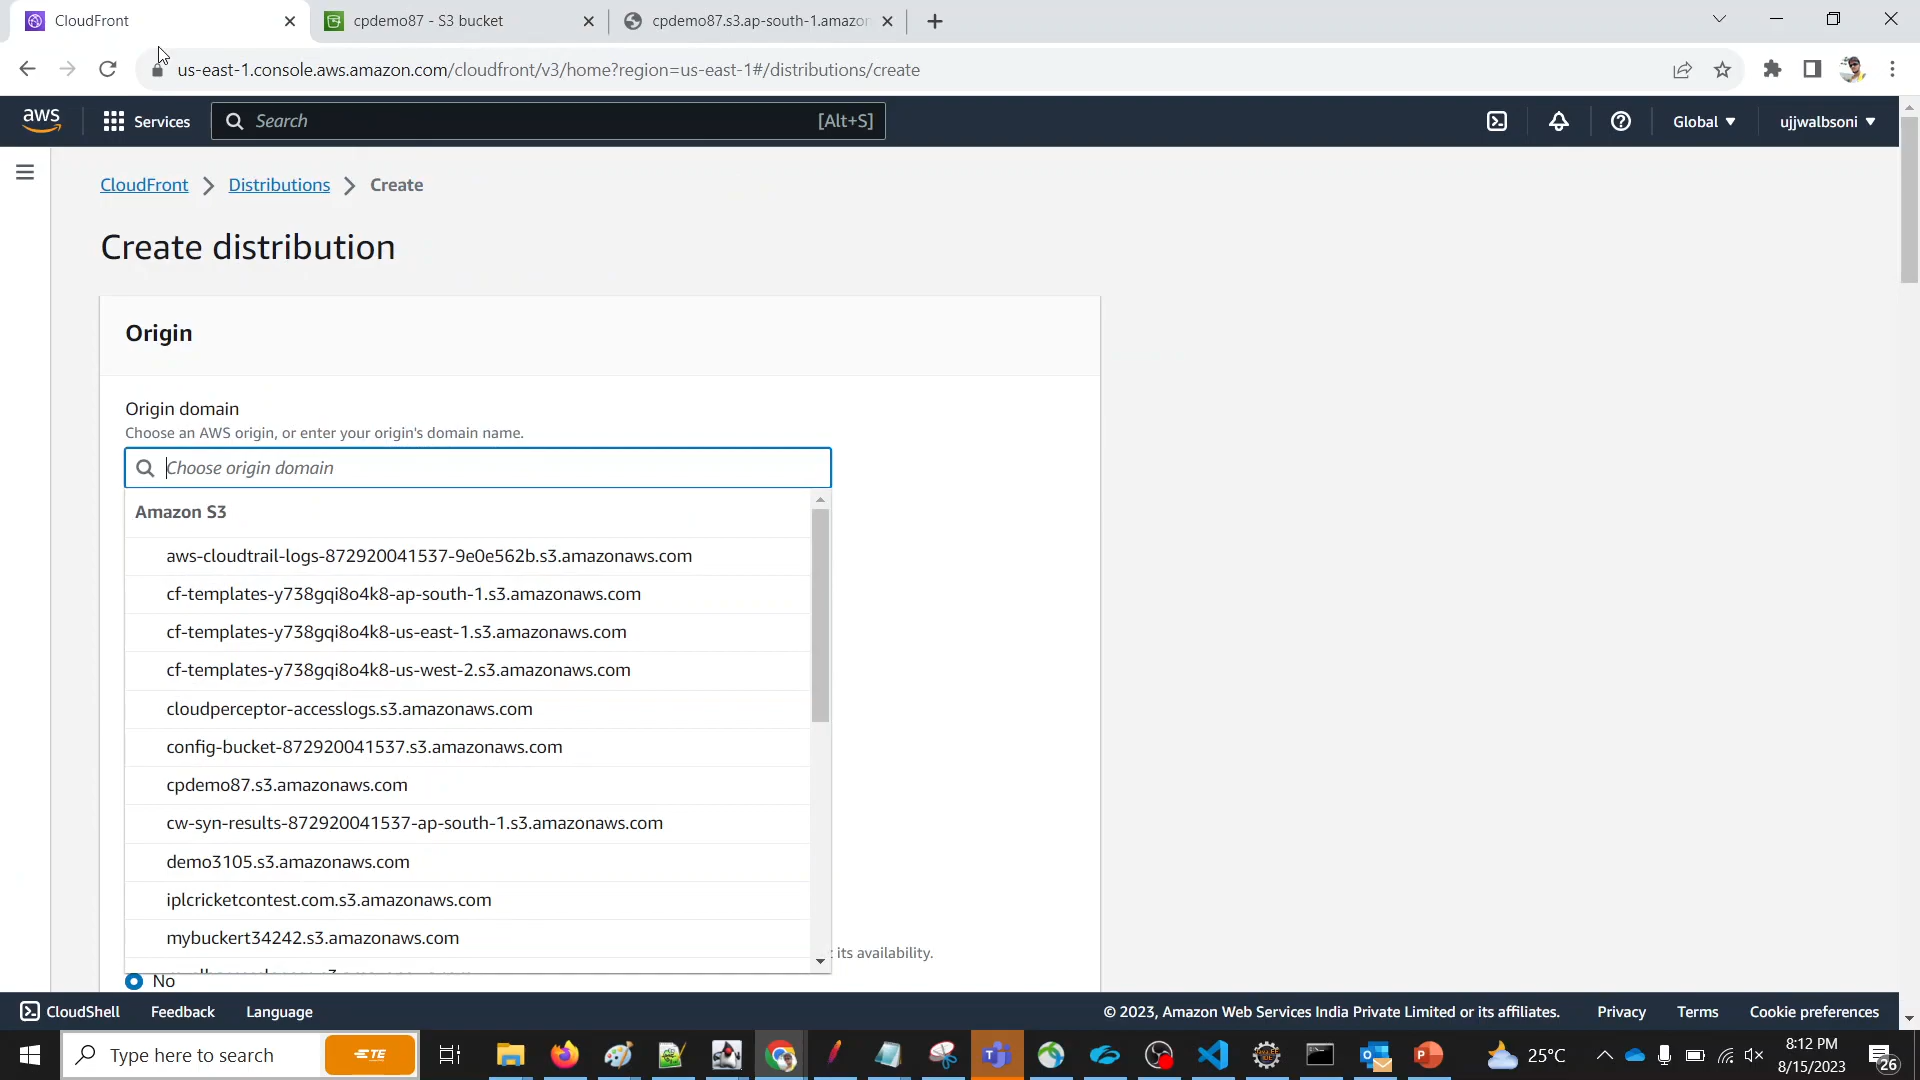 CloudFront
cpdemo87 - S3 bucket
cpdemo87.s3.ap-south-1.amazon
us-east-1.console.aws.amazon.com/cloudfront/v3/home?region=us-east-1#/distributions/create
aws
Services
Search
[Alt+S]
Global
ujjwalbsoni
CloudFront
Distributions
Create
Create distribution
Origin
Origin domain
Choose an AWS origin, or enter your origin's domain name.
Choose origin domain
Amazon S3
aws-cloudtrail-logs-872920041537-9e0e562b.s3.amazonaws.com
cf-templates-y738gqi8o4k8-ap-south-1.s3.amazonaws.com
cf-templates-y738gqi8o4k8-us-east-1.s3.amazonaws.com
cf-templates-y738gqi8o4k8-us-west-2.s3.amazonaws.com
cloudperceptor-accesslogs.s3.amazonaws.com
config-bucket-872920041537.s3.amazonaws.com
cpdemo87.s3.amazonaws.com
cw-syn-results-872920041537-ap-south-1.s3.amazonaws.com
demo3105.s3.amazonaws.com
iplcricketcontest.com.s3.amazonaws.com
mybuckert34242.s3.amazonaws.com
its availability.
No
CloudShell
Feedback
Language
© 2023, Amazon Web Services India Private Limited or its affiliates.
Privacy
Terms
Cookie preferences
Type here to search
25°C
8:12 PM
8/15/2023
26